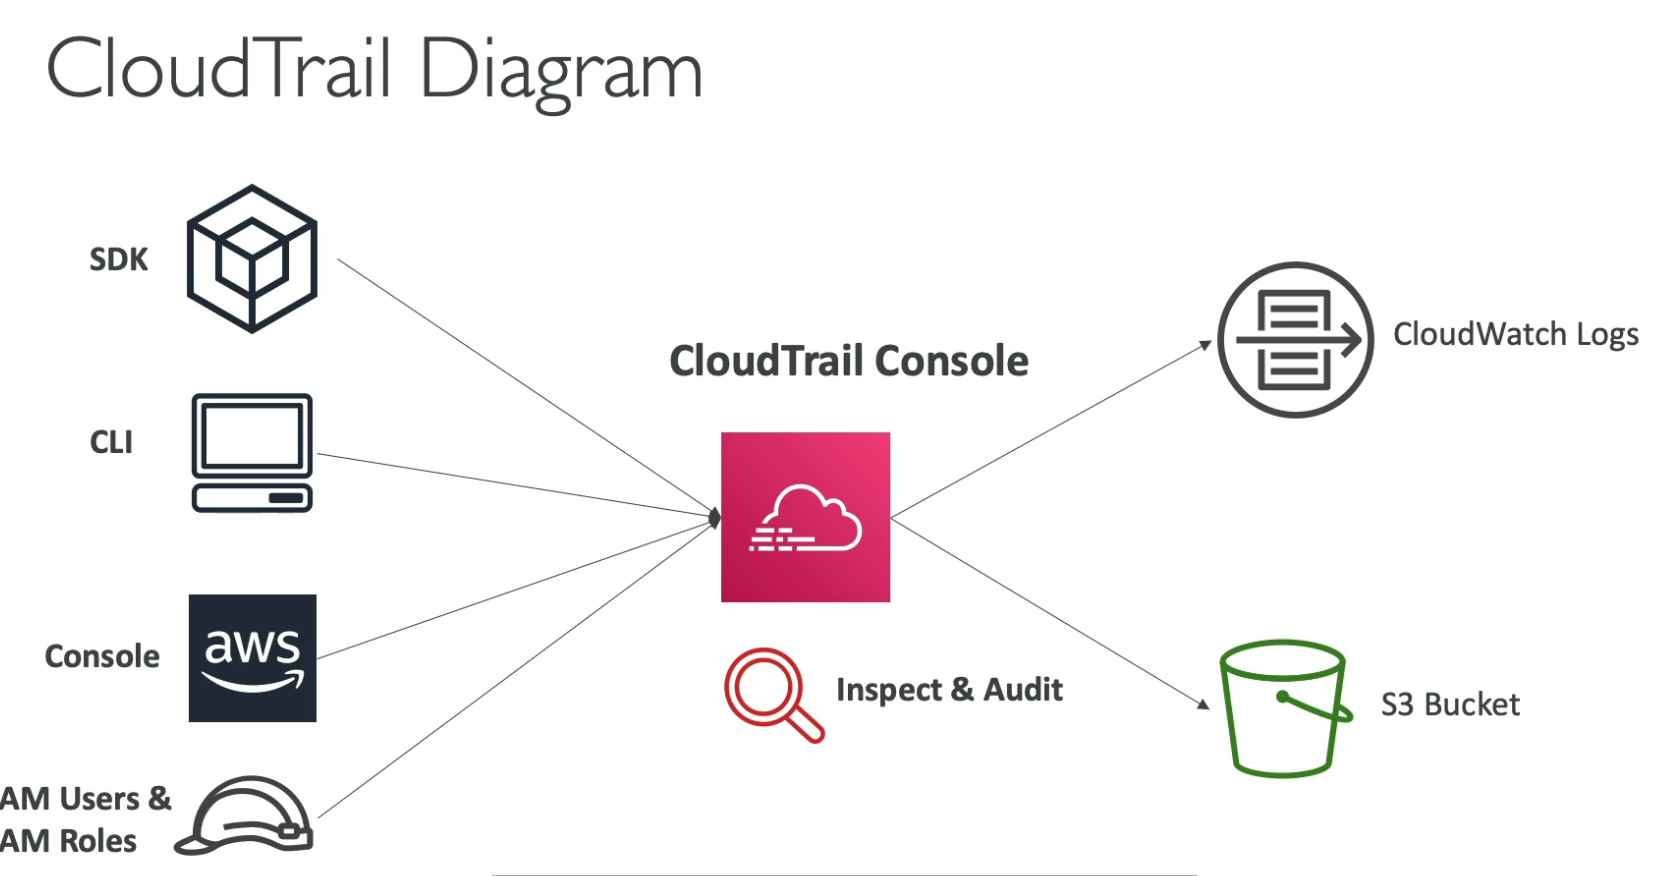 CloudTrail Diagram
SDK
CLI
Console
aws
AM Users &
AM Roles
CloudTrail Console
Inspect & Audit
CloudWatch Logs
S3 Bucket